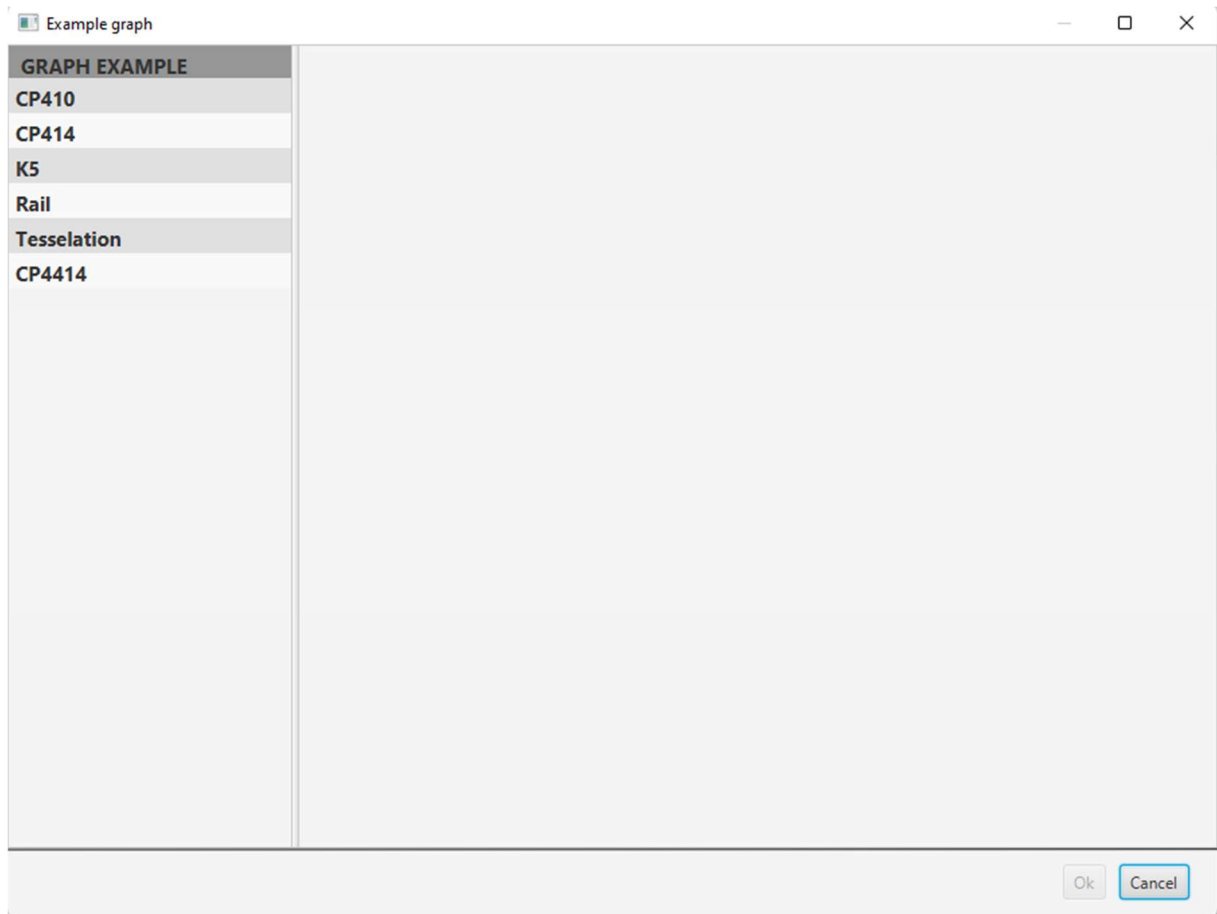 Example graph
GRAPH EXAMPLE
CP410
CP414
K5
Rail
Tesselation
CP4414
Ok Cancel